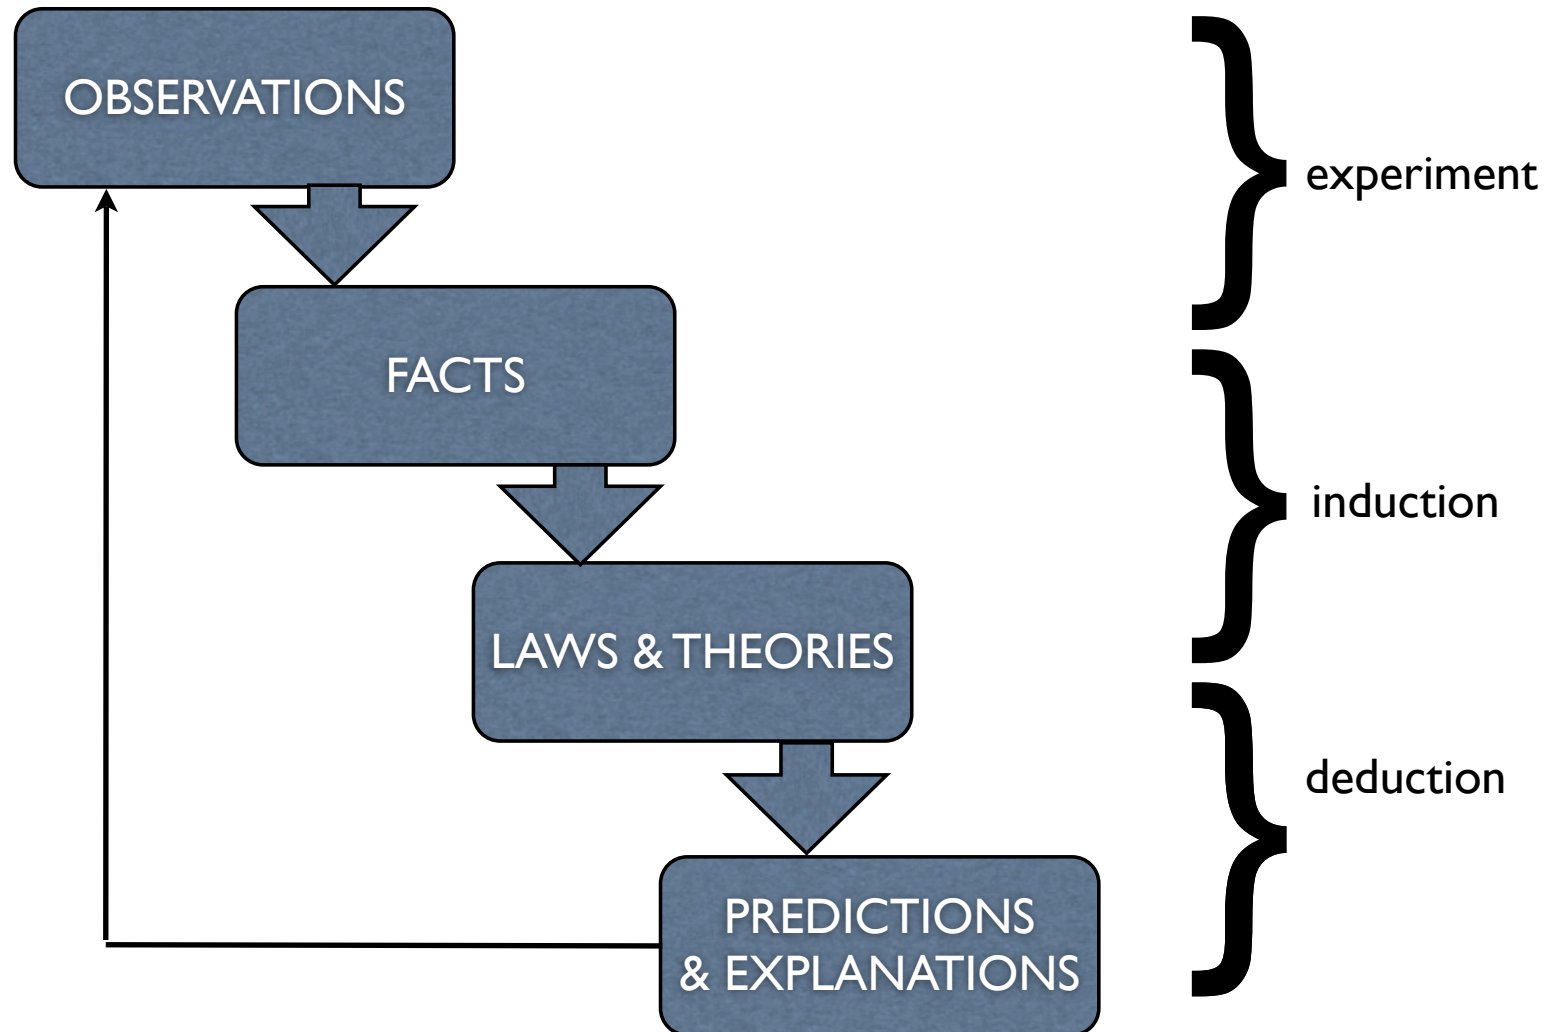 OBSERVATIONS
experiment
FACTS
induction
LAWS & THEORIES
deduction
PREDICTIONS
& EXPLANATIONS